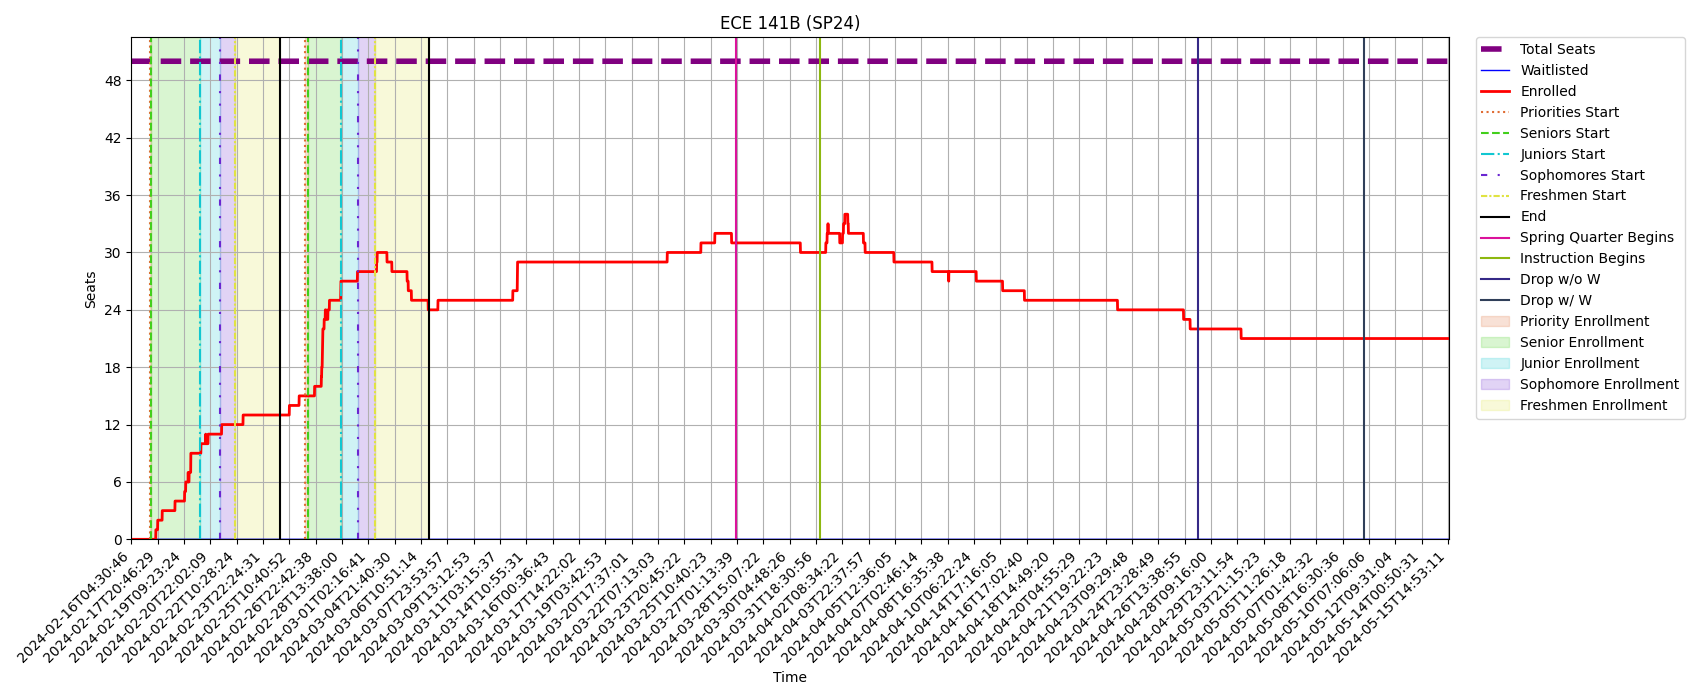 ECE 141B (SP24)
Seats
48
42
36
30
24
18
12
6
0
2024-02-16T04:30:46
2024-02-17T20:46:29
2024-02-19T09:23:24
2024-02-20T22:02:09
2024-02-22T10:28:24
2024-02-23T22:24:31
2024-02-25T10:40:52
2024-02-26T22:42:38
2024-02-28T13:38:00
2024-03-01T02:16:41
2024-03-04T21:40:30
2024-03-06T10:51:14
2024-03-07T23:53:57
2024-03-09T13:12:53
2024-03-11T03:15:37
2024-03-14T10:55:31
2024-03-16T00:36:43
2024-03-17T14:22:02
2024-03-19T03:42:53
2024-03-20T17:37:01
2024-03-22T07:13:03
2024-03-23T20:45:22
2024-03-25T10:40:23
2024-03-27T01:13:39
2024-03-28T15:07:22
2024-03-30T04:48:26
2024-03-31T18:30:56
2024-04-02T08:34:22
2024-04-03T22:37:57
2024-04-05T12:36:05
2024-04-07T02:46:14
2024-04-08T16:35:38
2024-04-10T06:22:24
2024-04-14T17:16:05
2024-04-16T17:02:40
2024-04-18T14:49:20
2024-04-20T04:55:29
2024-04-21T19:22:23
2024-04-23T09:29:48
2024-04-24T23:28:49
2024-04-26T13:38:55
2024-04-28T09:16:00
2024-04-29T23:11:54
2024-05-03T21:15:23
2024-05-05T11:26:18
2024-05-07T01:42:32
2024-05-08T16:30:36
2024-05-10T07:06:06
2024-05-12T09:31:04
2024-05-14T00:50:31
2024-05-15T14:53:11
Time
Total Seats
Waitlisted
Enrolled
Priorities Start
Seniors Start
Juniors Start
Sophomores Start
Freshmen Start
End
Spring Quarter Begins
Instruction Begins
Drop w/o W
Drop w/ W
Priority Enrollment
Senior Enrollment
Junior Enrollment
Sophomore Enrollment
Freshmen Enrollment